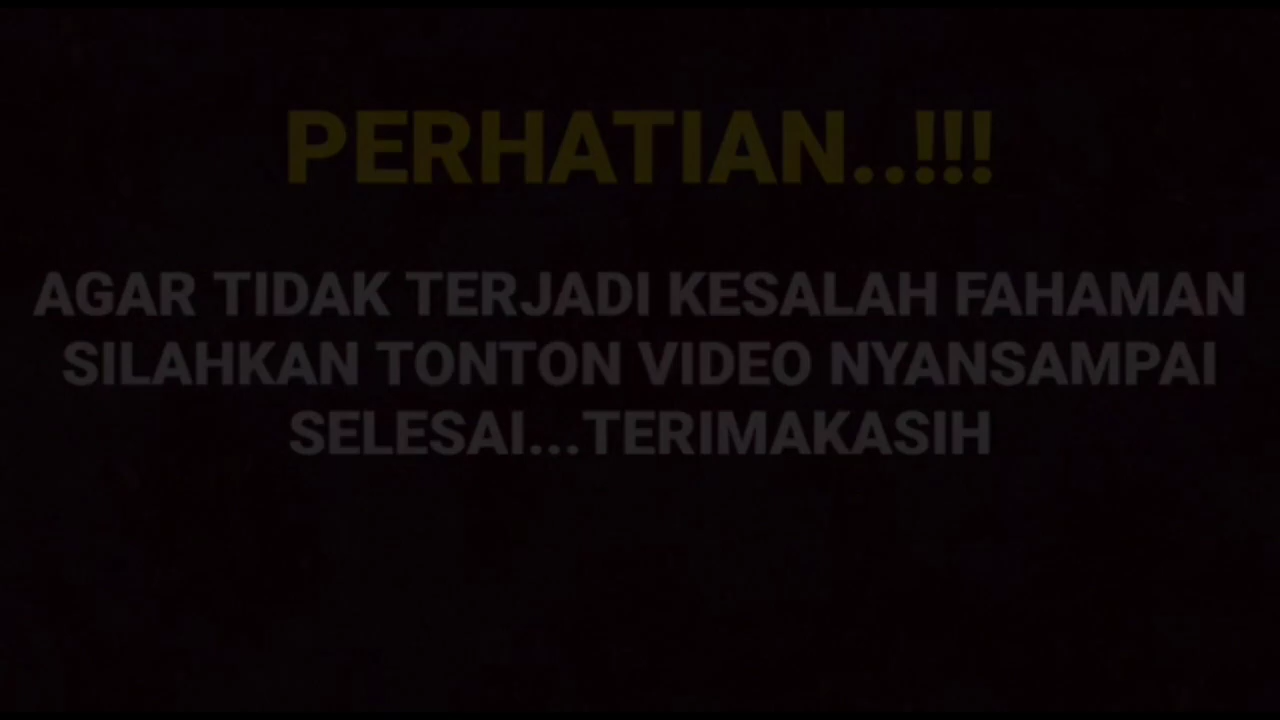 PERHATIAN..!!!
AGAR TIDAK TERJADI KESALAH FAHAMAN
SILAHKAN TONTON VIDEO NYANSAMPAI
SELESAI...TERIMAKASIH